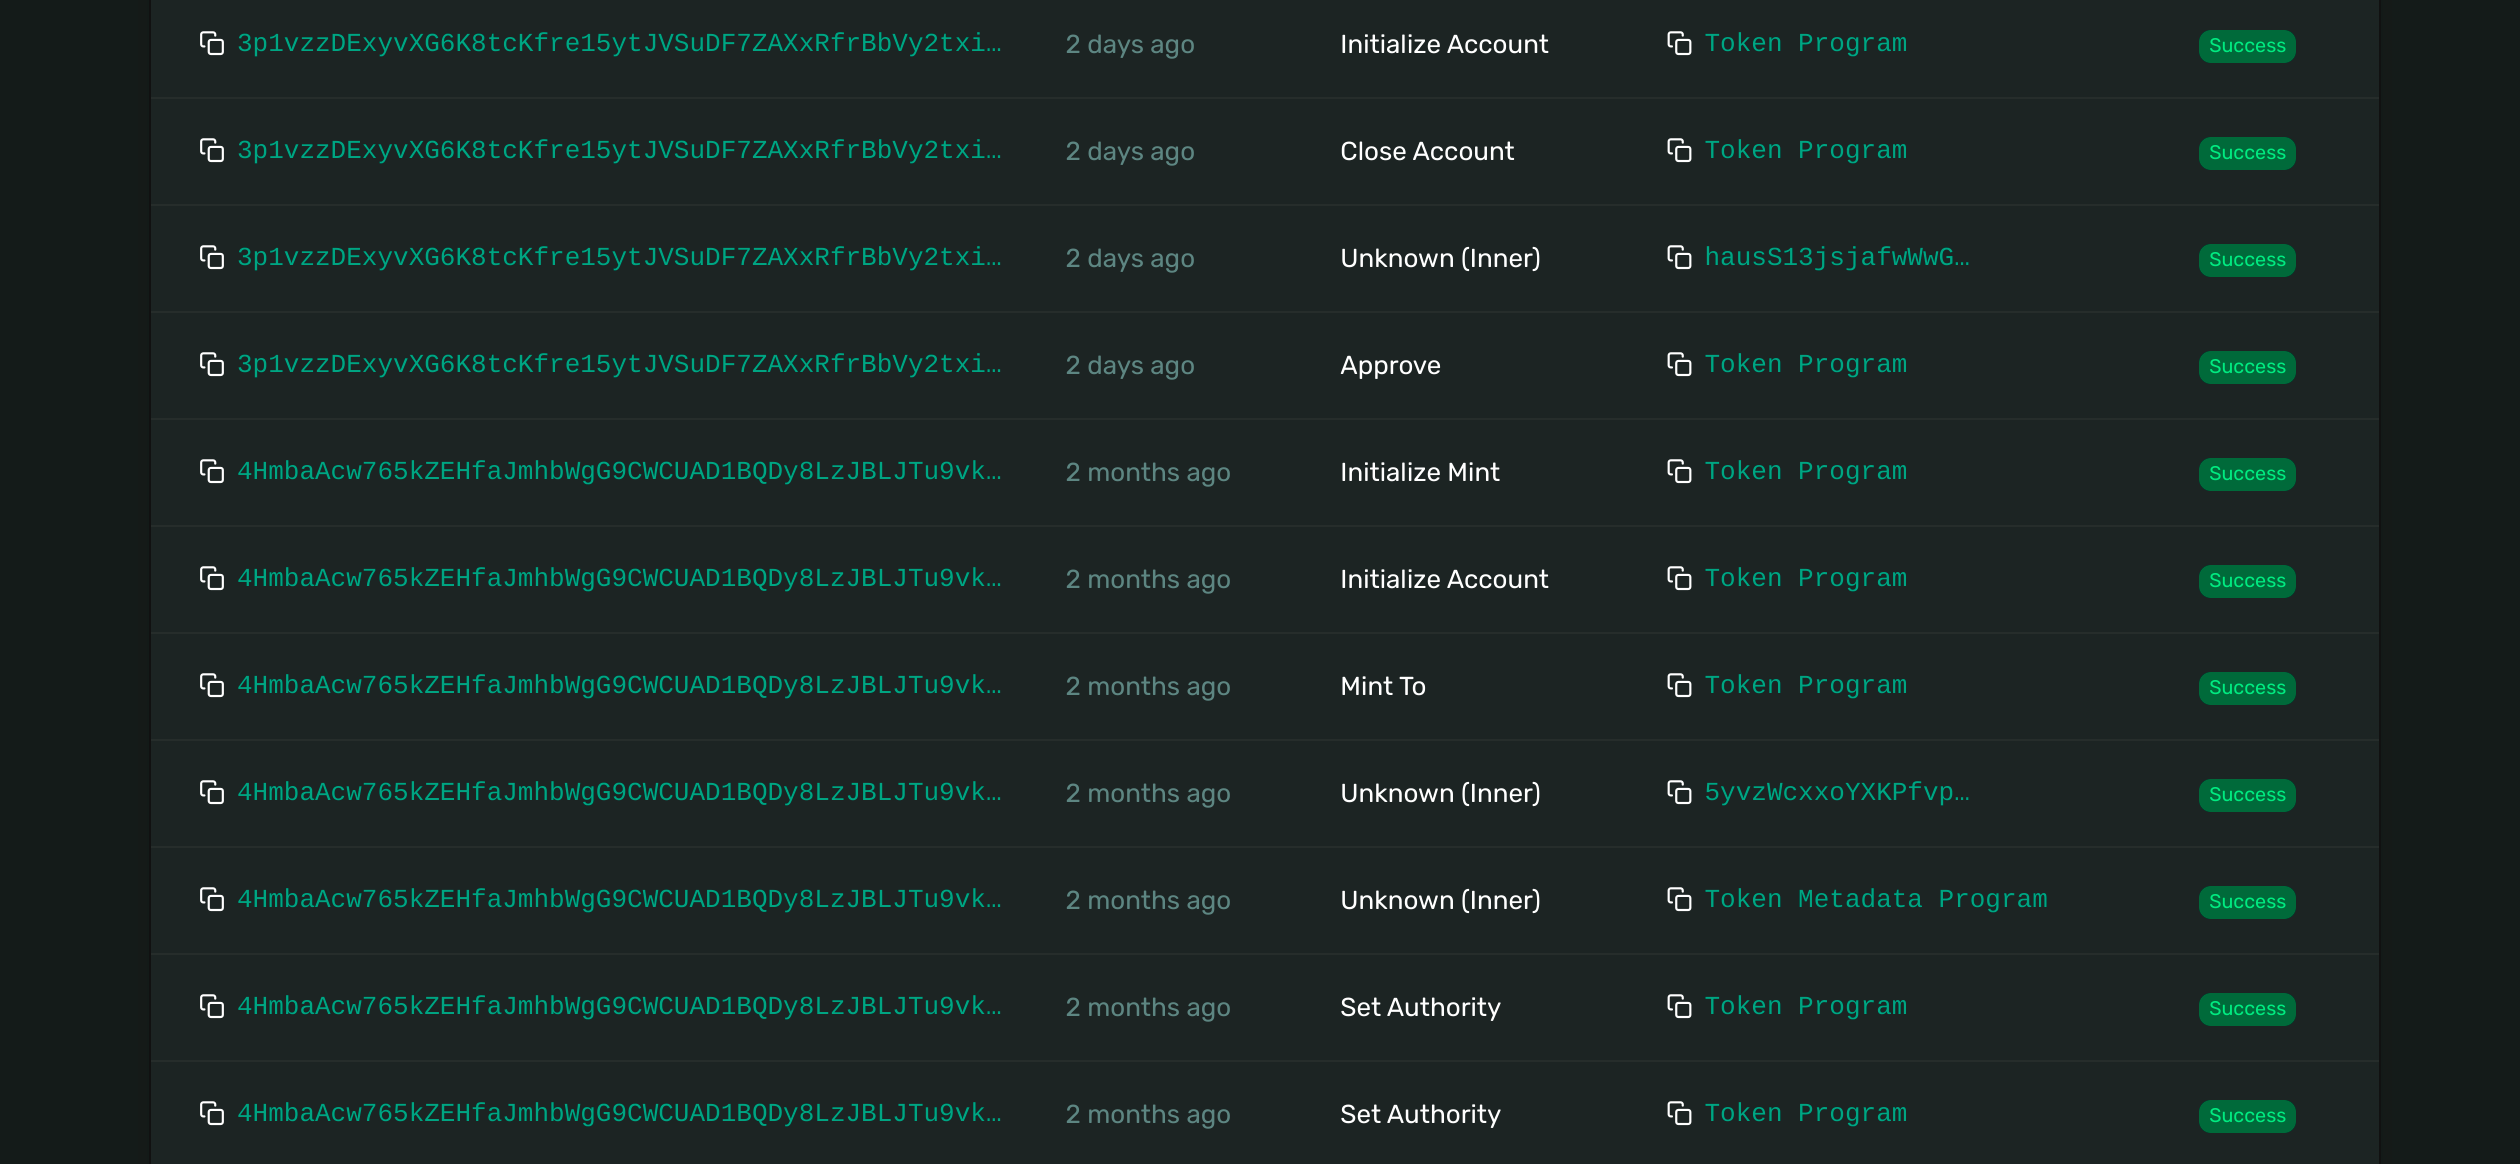 3p1vzzDExyvXG6K8tcKfre15ytJVSuDF7ZAXxRfrBbVy2txi… 2 days ago Initialize Account Token Program Success
3p1vzzDExyvXG6K8tcKfre15ytJVSuDF7ZAXxRfrBbVy2txi… 2 days ago Close Account Token Program Success
3p1vzzDExyvXG6K8tcKfre15ytJVSuDF7ZAXxRfrBbVy2txi… 2 days ago Unknown (Inner) hausS13jsjafwWwG… Success
3p1vzzDExyvXG6K8tcKfre15ytJVSuDF7ZAXxRfrBbVy2txi… 2 days ago Approve Token Program Success
4HmbaAcw765kZEHfaJmhbWgG9CWCUAD1BQDy8LzJBLJTu9vk… 2 months ago Initialize Mint Token Program Success
4HmbaAcw765kZEHfaJmhbWgG9CWCUAD1BQDy8LzJBLJTu9vk… 2 months ago Initialize Account Token Program Success
4HmbaAcw765kZEHfaJmhbWgG9CWCUAD1BQDy8LzJBLJTu9vk… 2 months ago Mint To Token Program Success
4HmbaAcw765kZEHfaJmhbWgG9CWCUAD1BQDy8LzJBLJTu9vk… 2 months ago Unknown (Inner) 5yvzWcxxoYXKPfvp… Success
4HmbaAcw765kZEHfaJmhbWgG9CWCUAD1BQDy8LzJBLJTu9vk… 2 months ago Unknown (Inner) Token Metadata Program Success
4HmbaAcw765kZEHfaJmhbWgG9CWCUAD1BQDy8LzJBLJTu9vk… 2 months ago Set Authority Token Program Success
4HmbaAcw765kZEHfaJmhbWgG9CWCUAD1BQDy8LzJBLJTu9vk… 2 months ago Set Authority Token Program Success